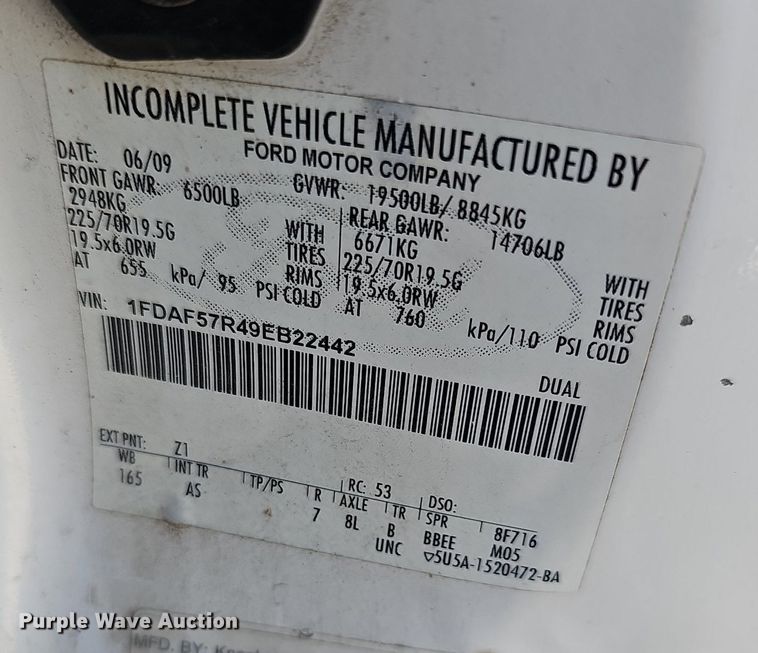 INCOMPLETE VEHICLE MANUFACTURED BY
FORD MOTOR COMPANY
DATE: 06/09 GVWR: 19500LB/ 8845KG
FRONT GAWR: 6500LB REAR GAWR: 14706LB
2948KG WITH 6671KG WITH
225/70R19.5G TIRES 225/70R19.5G TIRES
19.5x6.0RW RIMS 19.5x6.0RW RIMS
AT 655 kPa/ 95 PSI COLD AT 760 kPa/110 PSI COLD
VIN: 1FDAF57R49EB22442
DUAL
EXT PNT: Z1 RC: 53 DSO: 8F716
WB INT TR TP/PS R AXLE TR SPR M05
165 AS 7 8L B BBEE
UNC ▽5U5A-1520472-BA
Purple Wave Auction
MFD. BY: